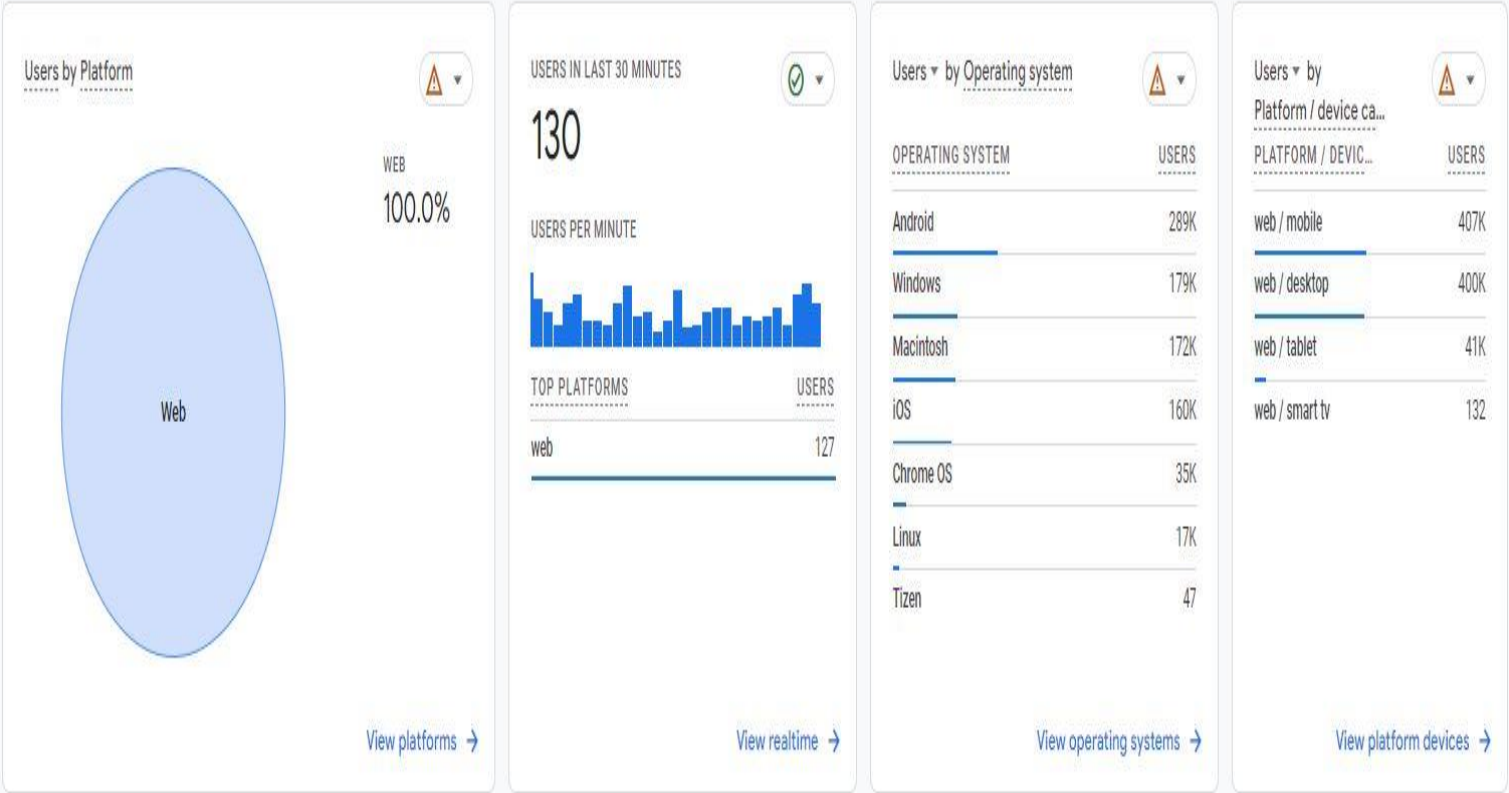 Users by Platform
WEB
100.0%
Web
View platforms
USERS IN LAST 30 MINUTES
130
USERS PER MINUTE
TOP PLATFORMS USERS
web 127
View realtime
Users by Operating system
OPERATING SYSTEM USERS
Android 289K
Windows 179K
Macintosh 172K
iOS 160K
Chrome OS 35K
Linux 17K
Tizen 47
View operating systems
Users by
Platform / device ca...
PLATFORM / DEVIC... USERS
web / mobile 407K
web / desktop 400K
web / tablet 41K
web / smart tv 132
View platform devices